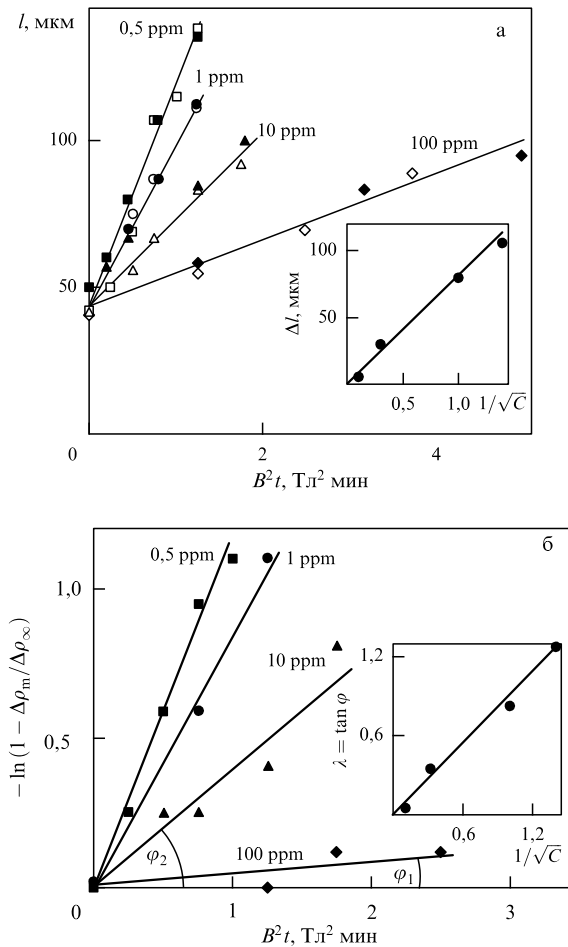 l, мкм
а
0,5 ppm
1 ppm
10 ppm
100 ppm
100
50
0
2
4
B²t, Тл² мин
Δl, мкм
100
50
0,5
1,0
1/√C
б
0,5 ppm
1 ppm
10 ppm
100 ppm
− ln (1 − Δρm/Δρ∞)
1,0
0,5
0
φ2
φ1
1
2
3
B²t, Тл² мин
λ = tan φ
1,2
0,6
0,6
1,2
1/√C